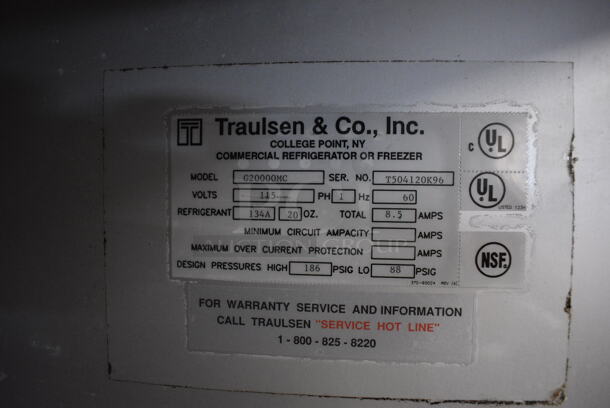 Traulsen & Co., Inc.
COLLEGE POINT, NY
COMMERCIAL REFRIGERATOR OR FREEZER
MODEL G20000MC SER. NO. T504120K96
VOLTS 115 PH 1 Hz 60
REFRIGERANT 134A 20 OZ. TOTAL 8.5 AMPS
MINIMUM CIRCUIT AMPACITY AMPS
MAXIMUM OVER CURRENT PROTECTION AMPS
DESIGN PRESSURES HIGH 186 PSIG LO 88 PSIG
C UL
UL
LISTED
NSF.
FOR WARRANTY SERVICE AND INFORMATION
CALL TRAULSEN "SERVICE HOT LINE"
1 - 800 - 825 - 8220